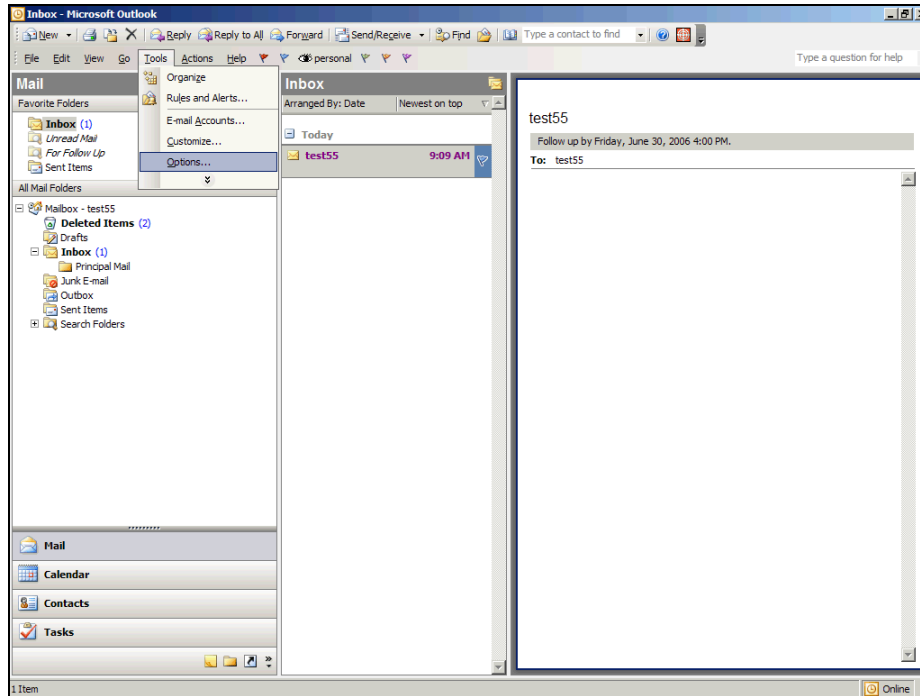 Inbox - Microsoft Outlook
New Reply Reply to All Forward Send/Receive Find Type a contact to find
File Edit View Go Tools Actions Help personal Type a question for help
Mail
Favorite Folders
Inbox (1)
Unread Mail
For Follow Up
Sent Items
All Mail Folders
Mailbox - test55
Deleted Items (2)
Drafts
Inbox (1)
Principal Mail
Junk E-mail
Outbox
Sent Items
Search Folders
Mail
Calendar
Contacts
Tasks
Organize
Rules and Alerts...
E-mail Accounts...
Customize...
Options...
Inbox
Arranged By: Date Newest on top
Today
test55 9:09 AM
test55
Follow up by Friday, June 30, 2006 4:00 PM.
To: test55
1 Item Online